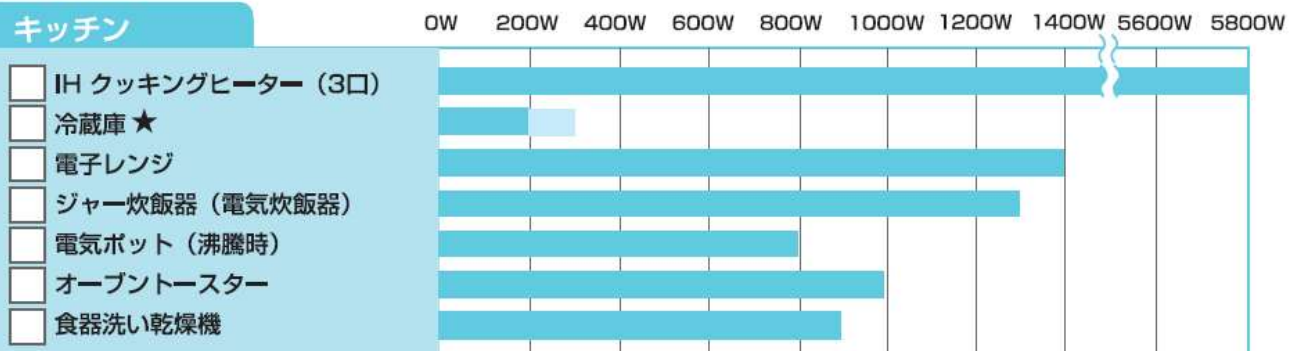 キッチン
0W 200W 400W 600W 800W 1000W 1200W 1400W 5600W 5800W
IH クッキングヒーター（3口）
冷蔵庫★
電子レンジ
ジャー炊飯器（電気炊飯器）
電気ポット（沸騰時）
オーブントースター
食器洗い乾燥機